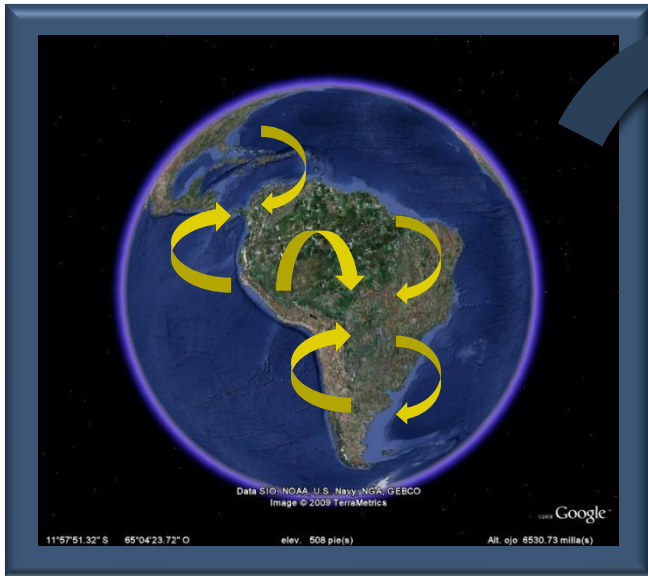 Data SIO, NOAA, U.S. Navy, NGA, GEBCO
Image © 2009 TerraMetrics
Google
11°57'51.32" S 65°04'23.72" O elev. 508 pie(s) Alt. ojo 6530.73 milla(s)